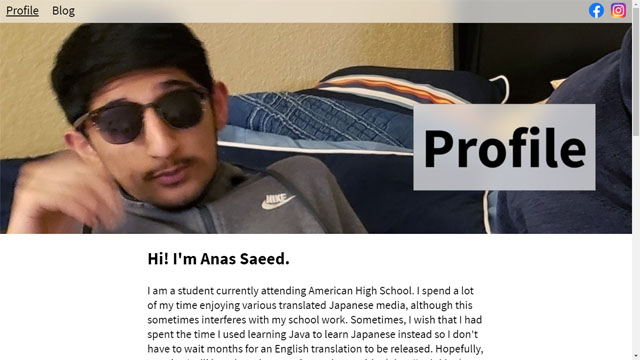 Profile Blog
Profile
NIKE
Hi! I'm Anas Saeed.
I am a student currently attending American High School. I spend a lot
of my time enjoying various translated Japanese media, although this
sometimes interferes with my school work. Sometimes, I wish that I had
spent the time I used learning Java to learn Japanese instead so I don't
have to wait months for an English translation to be released. Hopefully,